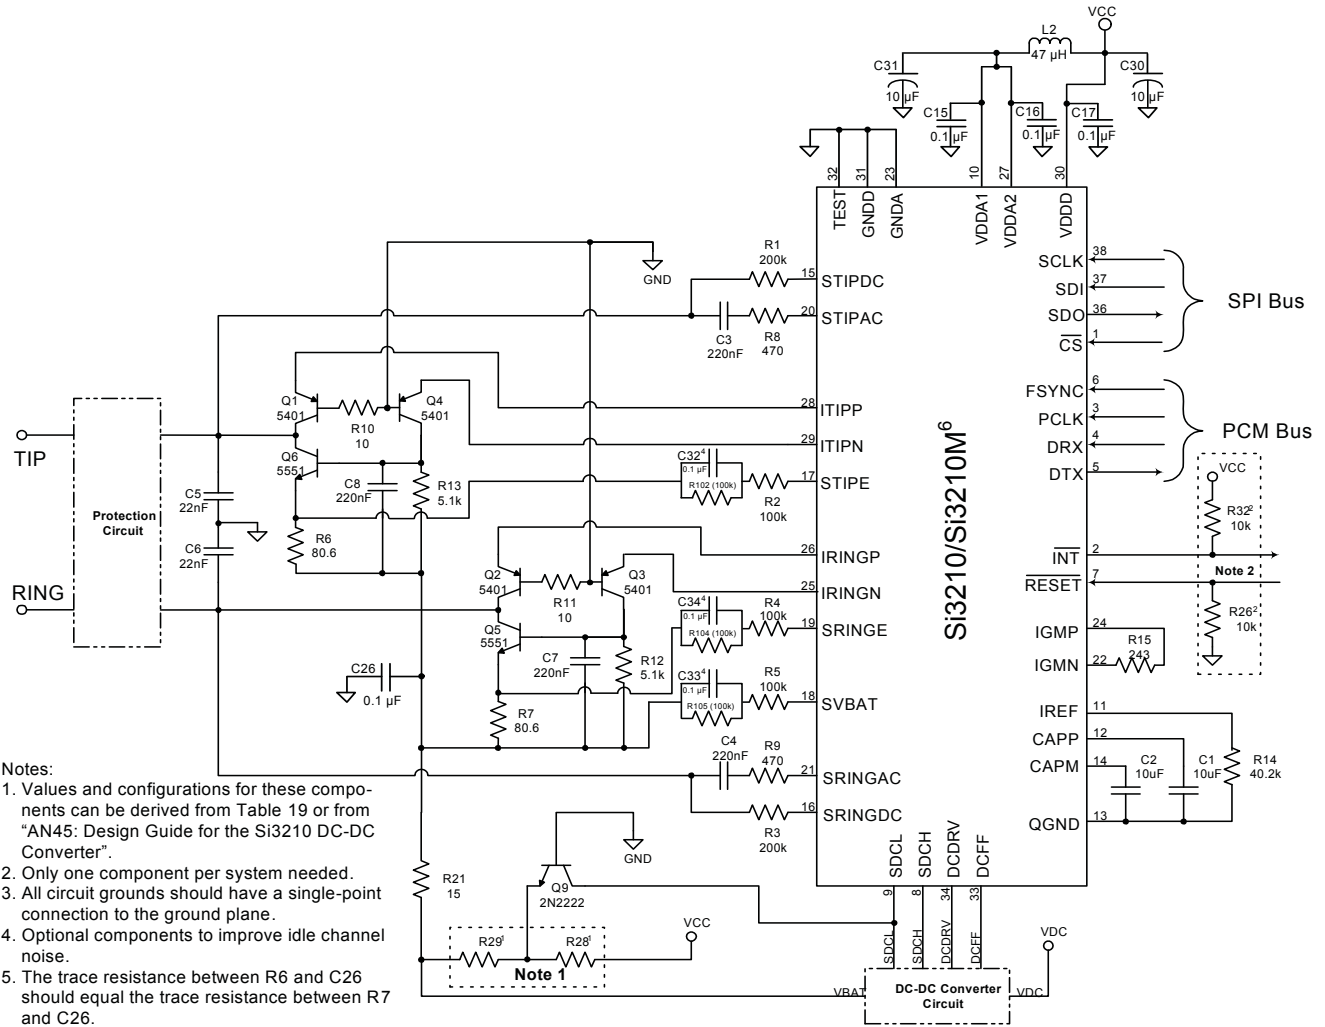 VCC
L2
47 µH
C31
10 µF
C30
10 µF
C15
0.1 µF
C16
0.1 µF
C17
0.1 µF
32
31
23
10
27
30
TEST
GNDD
GNDA
VDDA1
VDDA2
VDDD
GND
R1
200k
15
STIPDC
C3
220nF
R8
470
20
STIPAC
SCLK
38
SDI
37
SDO
36
CS
1
SPI Bus
FSYNC
6
PCLK
3
DRX
4
DTX
5
PCM Bus
Q1
5401
R10
10
Q4
5401
28
ITIPP
29
ITIPN
Q6
5551
C8
220nF
R13
5.1k
C32⁴
0.1 µF
R102 (100k)
R2
100k
17
STIPE
TIP
RING
Protection
Circuit
C5
22nF
C6
22nF
R6
80.6
Si3210/Si3210M⁶
VCC
R32²
10k
INT
2
Note 2
RESET
7
R26²
10k
Q2
5401
R11
10
Q3
5401
26
IRINGP
25
IRINGN
Q5
5551
C7
220nF
R12
5.1k
C34⁴
0.1 µF
R104 (100k)
R4
100k
19
SRINGE
IGMP
24
IGMN
22
R15
243
C26
0.1 µF
R7
80.6
C33⁴
0.1 µF
R105 (100k)
R5
100k
18
SVBAT
IREF
11
CAPP
12
CAPM
14
QGND
13
C2
10uF
C1
10uF
R14
40.2k
C4
220nF
R9
470
21
SRINGAC
R3
200k
16
SRINGDC
SDCL
SDCH
DCDRV
DCFF
9
8
34
33
GND
Q9
2N2222
R21
15
R29¹
R28¹
Note 1
VCC
SDCL
SDCH
DCDRV
DCFF
VDC
VBAT
DC-DC Converter
Circuit
VDC
Notes:
1. Values and configurations for these compo-
nents can be derived from Table 19 or from
“AN45: Design Guide for the Si3210 DC-DC
Converter”.
2. Only one component per system needed.
3. All circuit grounds should have a single-point
connection to the ground plane.
4. Optional components to improve idle channel
noise.
5. The trace resistance between R6 and C26
should equal the trace resistance between R7
and C26.